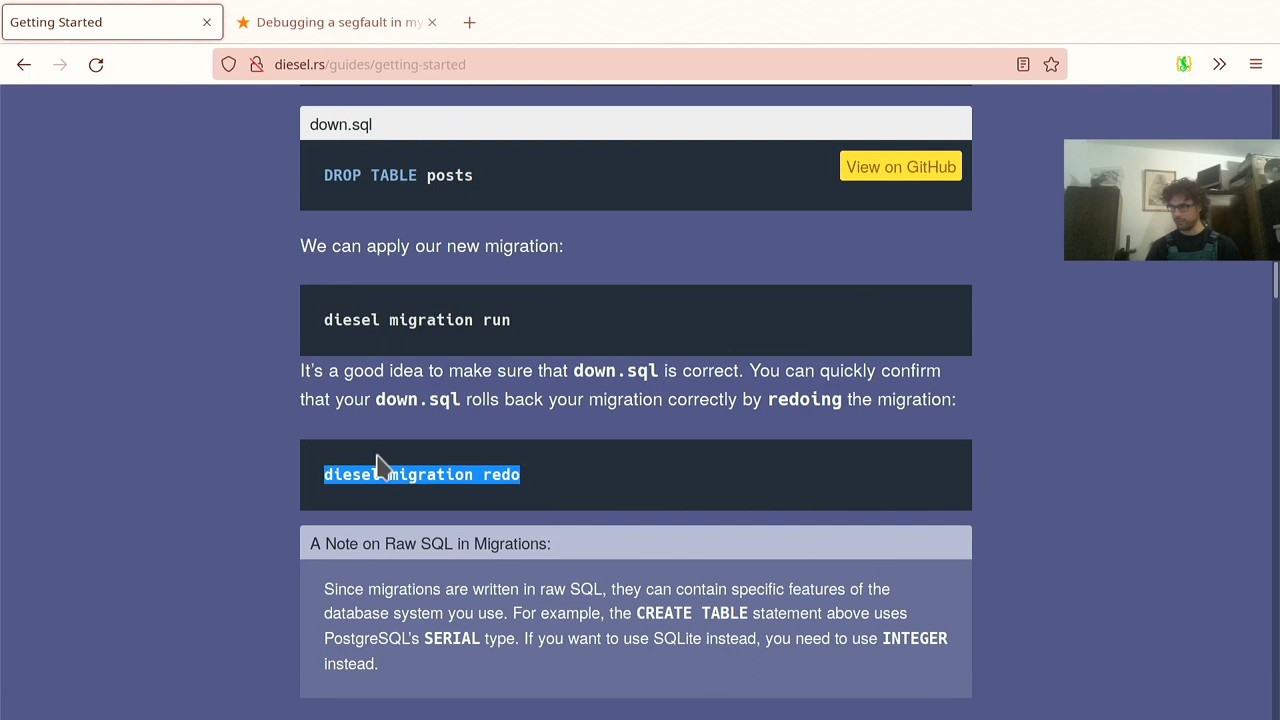 Getting Started
Debugging a segfault in my
diesel.rs/guides/getting-started
down.sql
View on GitHub
DROP TABLE posts
We can apply our new migration:
diesel migration run
It's a good idea to make sure that down.sql is correct. You can quickly confirm
that your down.sql rolls back your migration correctly by redoing the migration:
diesel migration redo
A Note on Raw SQL in Migrations:
Since migrations are written in raw SQL, they can contain specific features of the
database system you use. For example, the CREATE TABLE statement above uses
PostgreSQL's SERIAL type. If you want to use SQLite instead, you need to use INTEGER
instead.